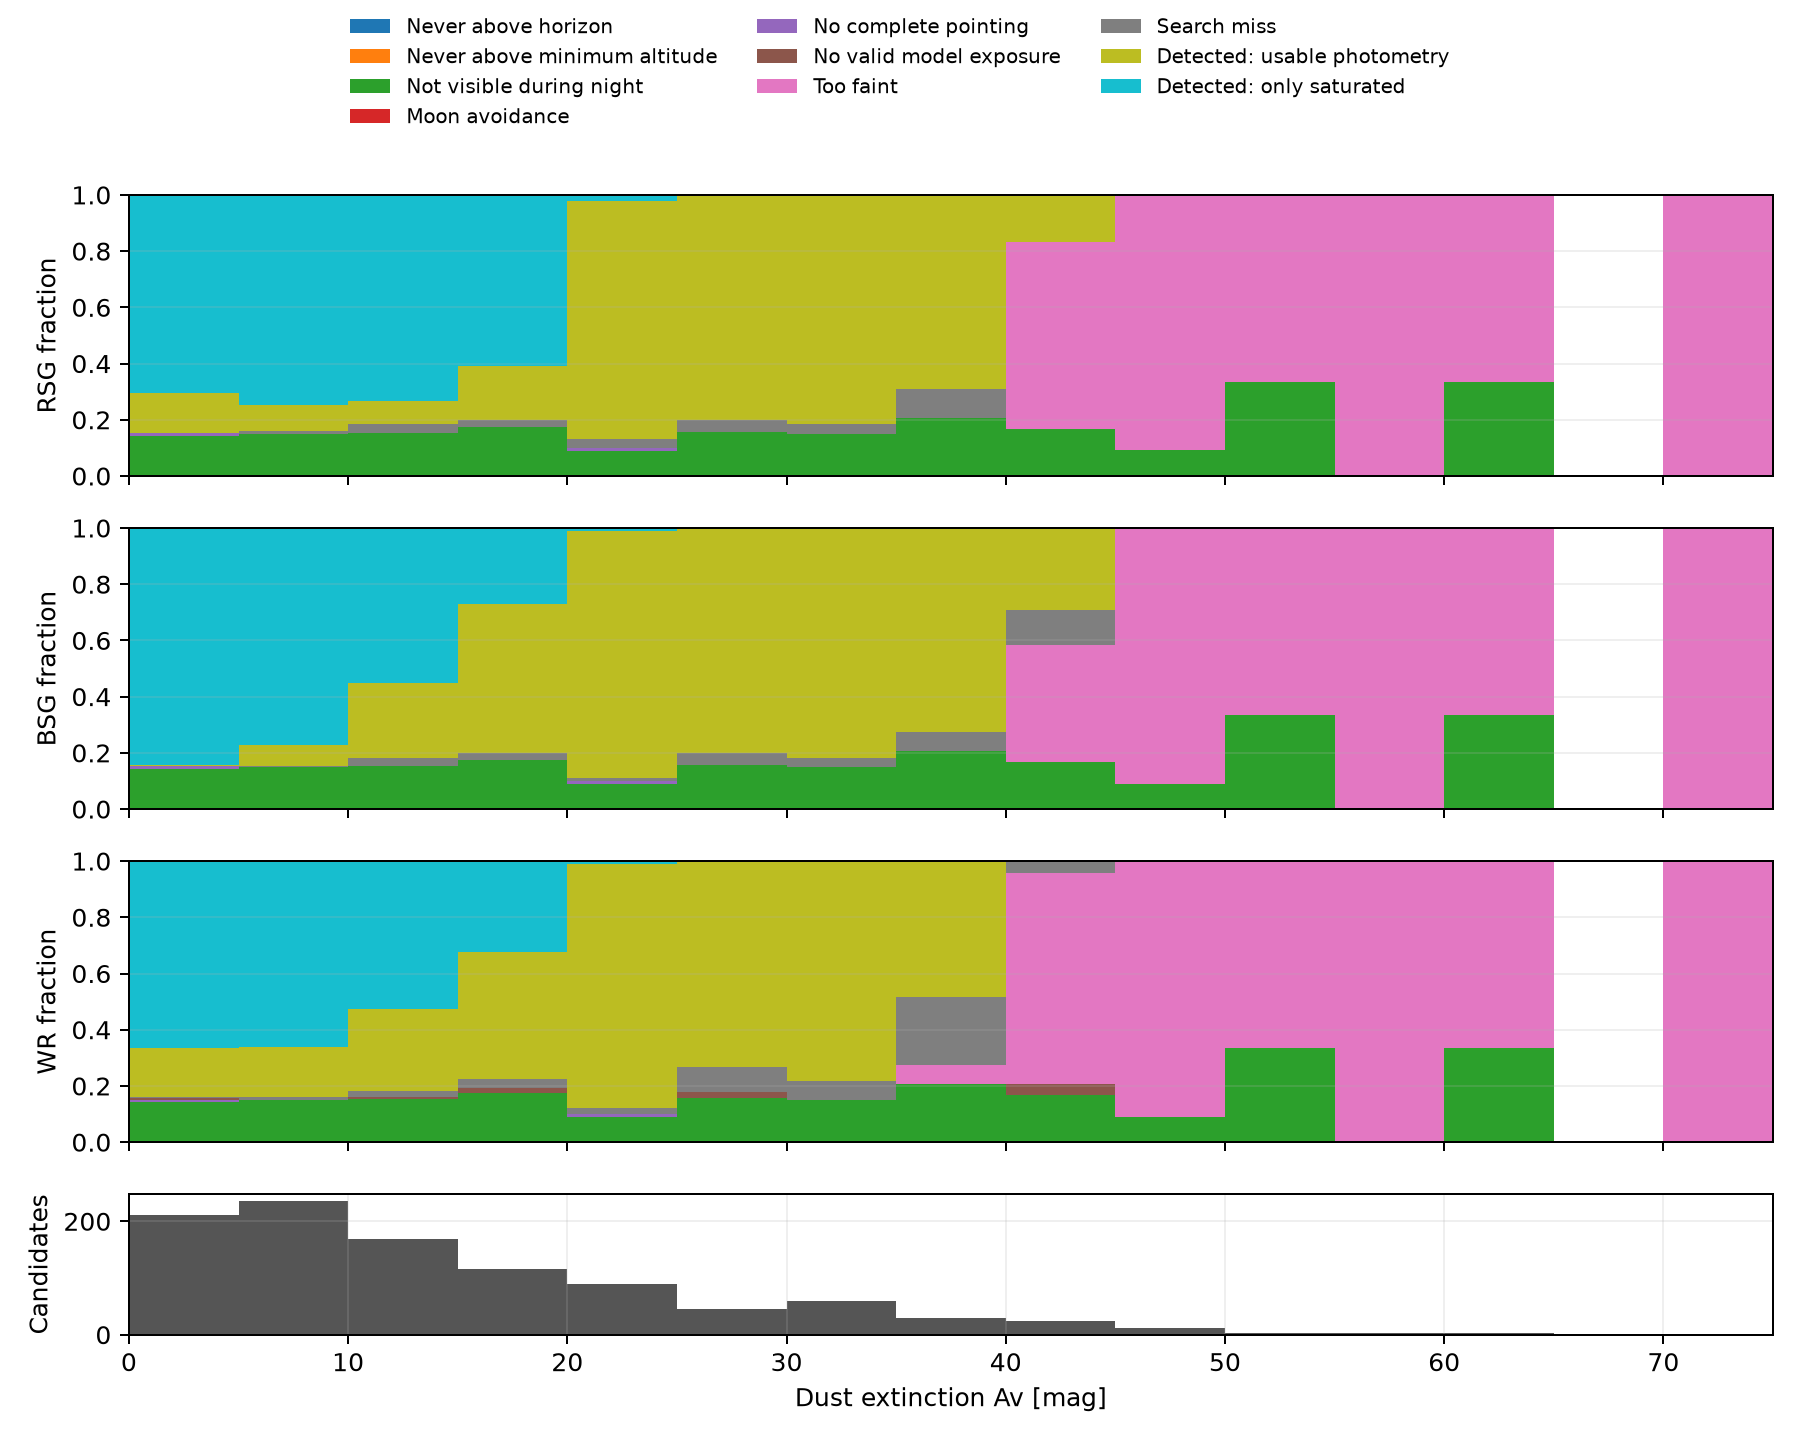 Never above horizon
Never above minimum altitude
Not visible during night
Moon avoidance
No complete pointing
No valid model exposure
Too faint
Search miss
Detected: usable photometry
Detected: only saturated
RSG fraction
1.0
0.8
0.6
0.4
0.2
0.0
BSG fraction
1.0
0.8
0.6
0.4
0.2
0.0
WR fraction
1.0
0.8
0.6
0.4
0.2
0.0
Candidates
200
0
0 10 20 30 40 50 60 70
Dust extinction Av [mag]